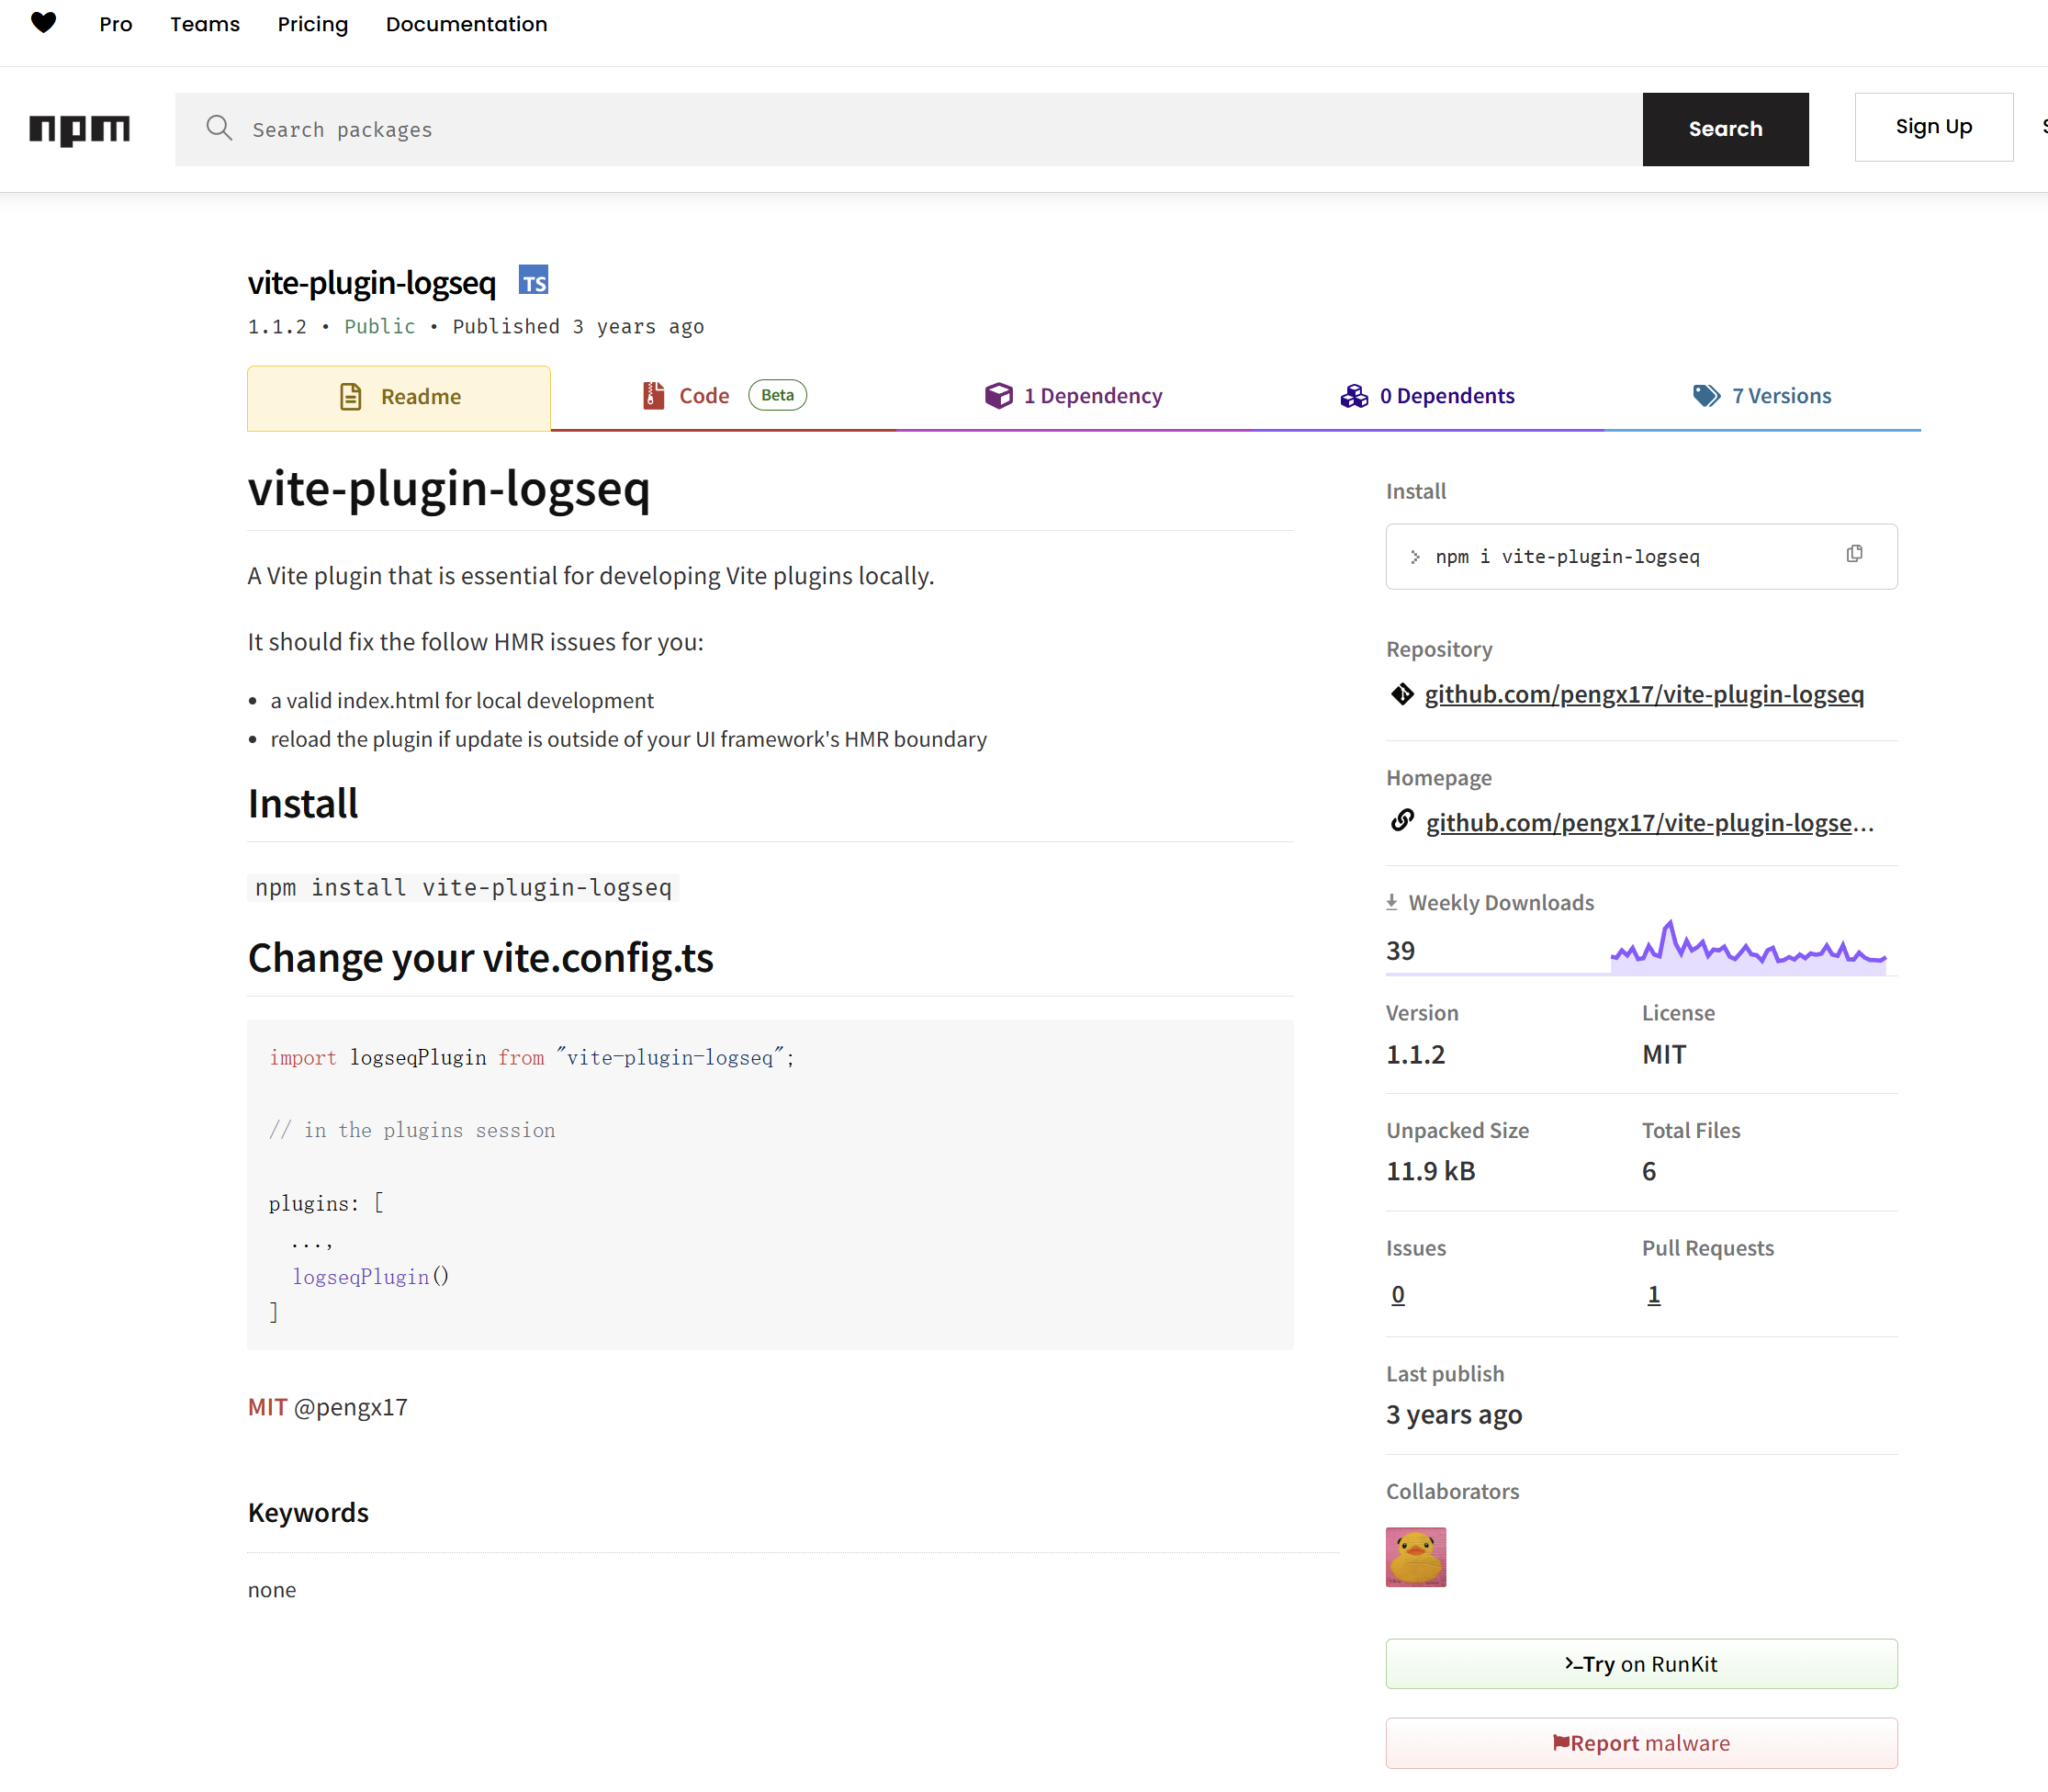 Pro Teams Pricing Documentation
npm Search packages Search Sign Up S
vite-plugin-logseq TS
1.1.2 • Public • Published 3 years ago
Readme Code Beta 1 Dependency 0 Dependents 7 Versions
vite-plugin-logseq
A Vite plugin that is essential for developing Vite plugins locally.
It should fix the follow HMR issues for you:
• a valid index.html for local development
• reload the plugin if update is outside of your UI framework's HMR boundary
Install
npm install vite-plugin-logseq
Change your vite.config.ts
import logseqPlugin from "vite-plugin-logseq";
// in the plugins session
plugins: [
  ...,
  logseqPlugin()
]
MIT @pengx17
Keywords
none
Install
> npm i vite-plugin-logseq
Repository
github.com/pengx17/vite-plugin-logseq
Homepage
github.com/pengx17/vite-plugin-logse...
Weekly Downloads
39
Version License
1.1.2 MIT
Unpacked Size Total Files
11.9 kB 6
Issues Pull Requests
0 1
Last publish
3 years ago
Collaborators
Try on RunKit
Report malware